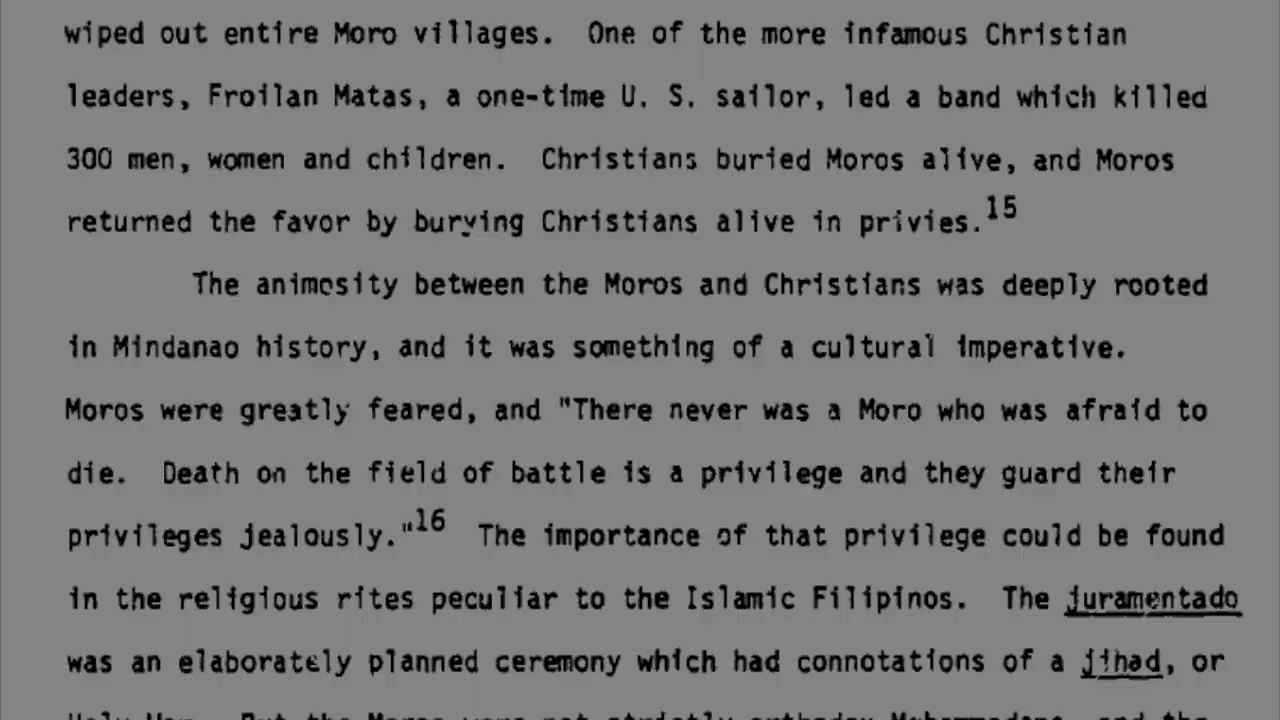 wiped out entire Moro villages. One of the more infamous Christian
leaders, Froilan Matas, a one-time U. S. sailor, led a band which killed
300 men, women and children. Christians buried Moros alive, and Moros
returned the favor by burying Christians alive in privies.15
The animosity between the Moros and Christians was deeply rooted
in Mindanao history, and it was something of a cultural imperative.
Moros were greatly feared, and "There never was a Moro who was afraid to
die. Death on the field of battle is a privilege and they guard their
privileges jealously."16 The importance of that privilege could be found
in the religious rites peculiar to the Islamic Filipinos. The juramentado
was an elaborately planned ceremony which had connotations of a jihad, or